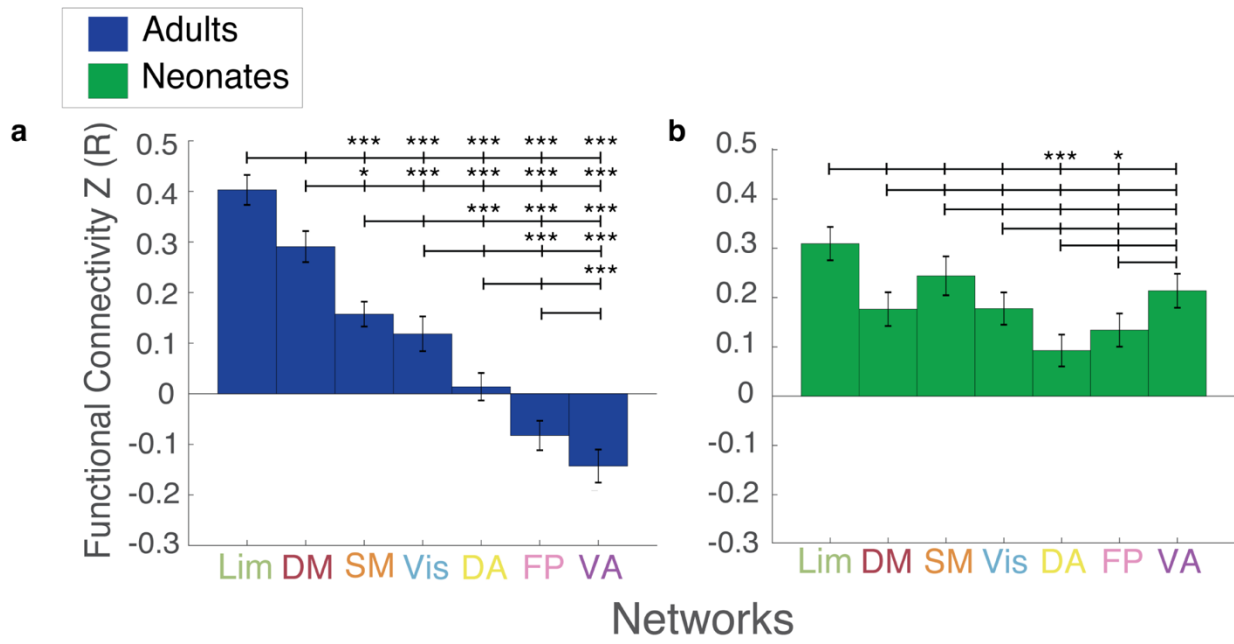 Adults
Neonates
a
Functional Connectivity Z (R)
0.5
0.4
0.3
0.2
0.1
0
-0.1
-0.2
-0.3
*** *** *** *** ***
* *** *** *** ***
*** *** ***
*** ***
***
Lim DM SM Vis DA FP VA
b
0.5
0.4
0.3
0.2
0.1
0
-0.1
-0.2
-0.3
*** *
Lim DM SM Vis DA FP VA
Networks